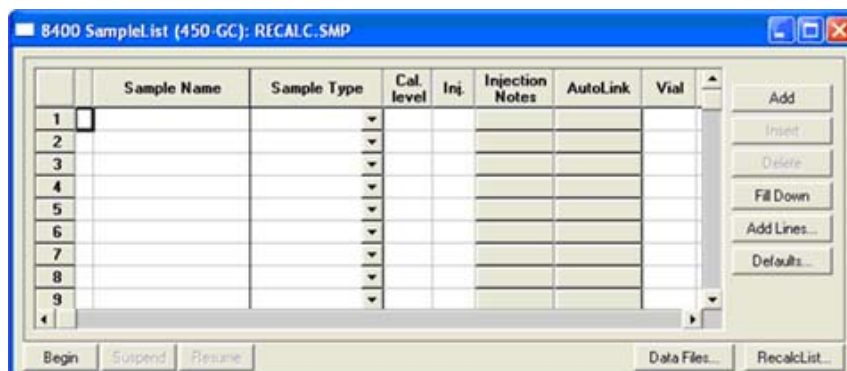 8400 SampleList (450-GC): RECALC.SMP
Sample Name Sample Type Cal. level Inj. Injection Notes AutoLink Vial
1
2
3
4
5
6
7
8
9
Add
Insert
Delete
Fill Down
Add Lines...
Defaults...
Begin Suspend Resume Data Files... RecalcList...